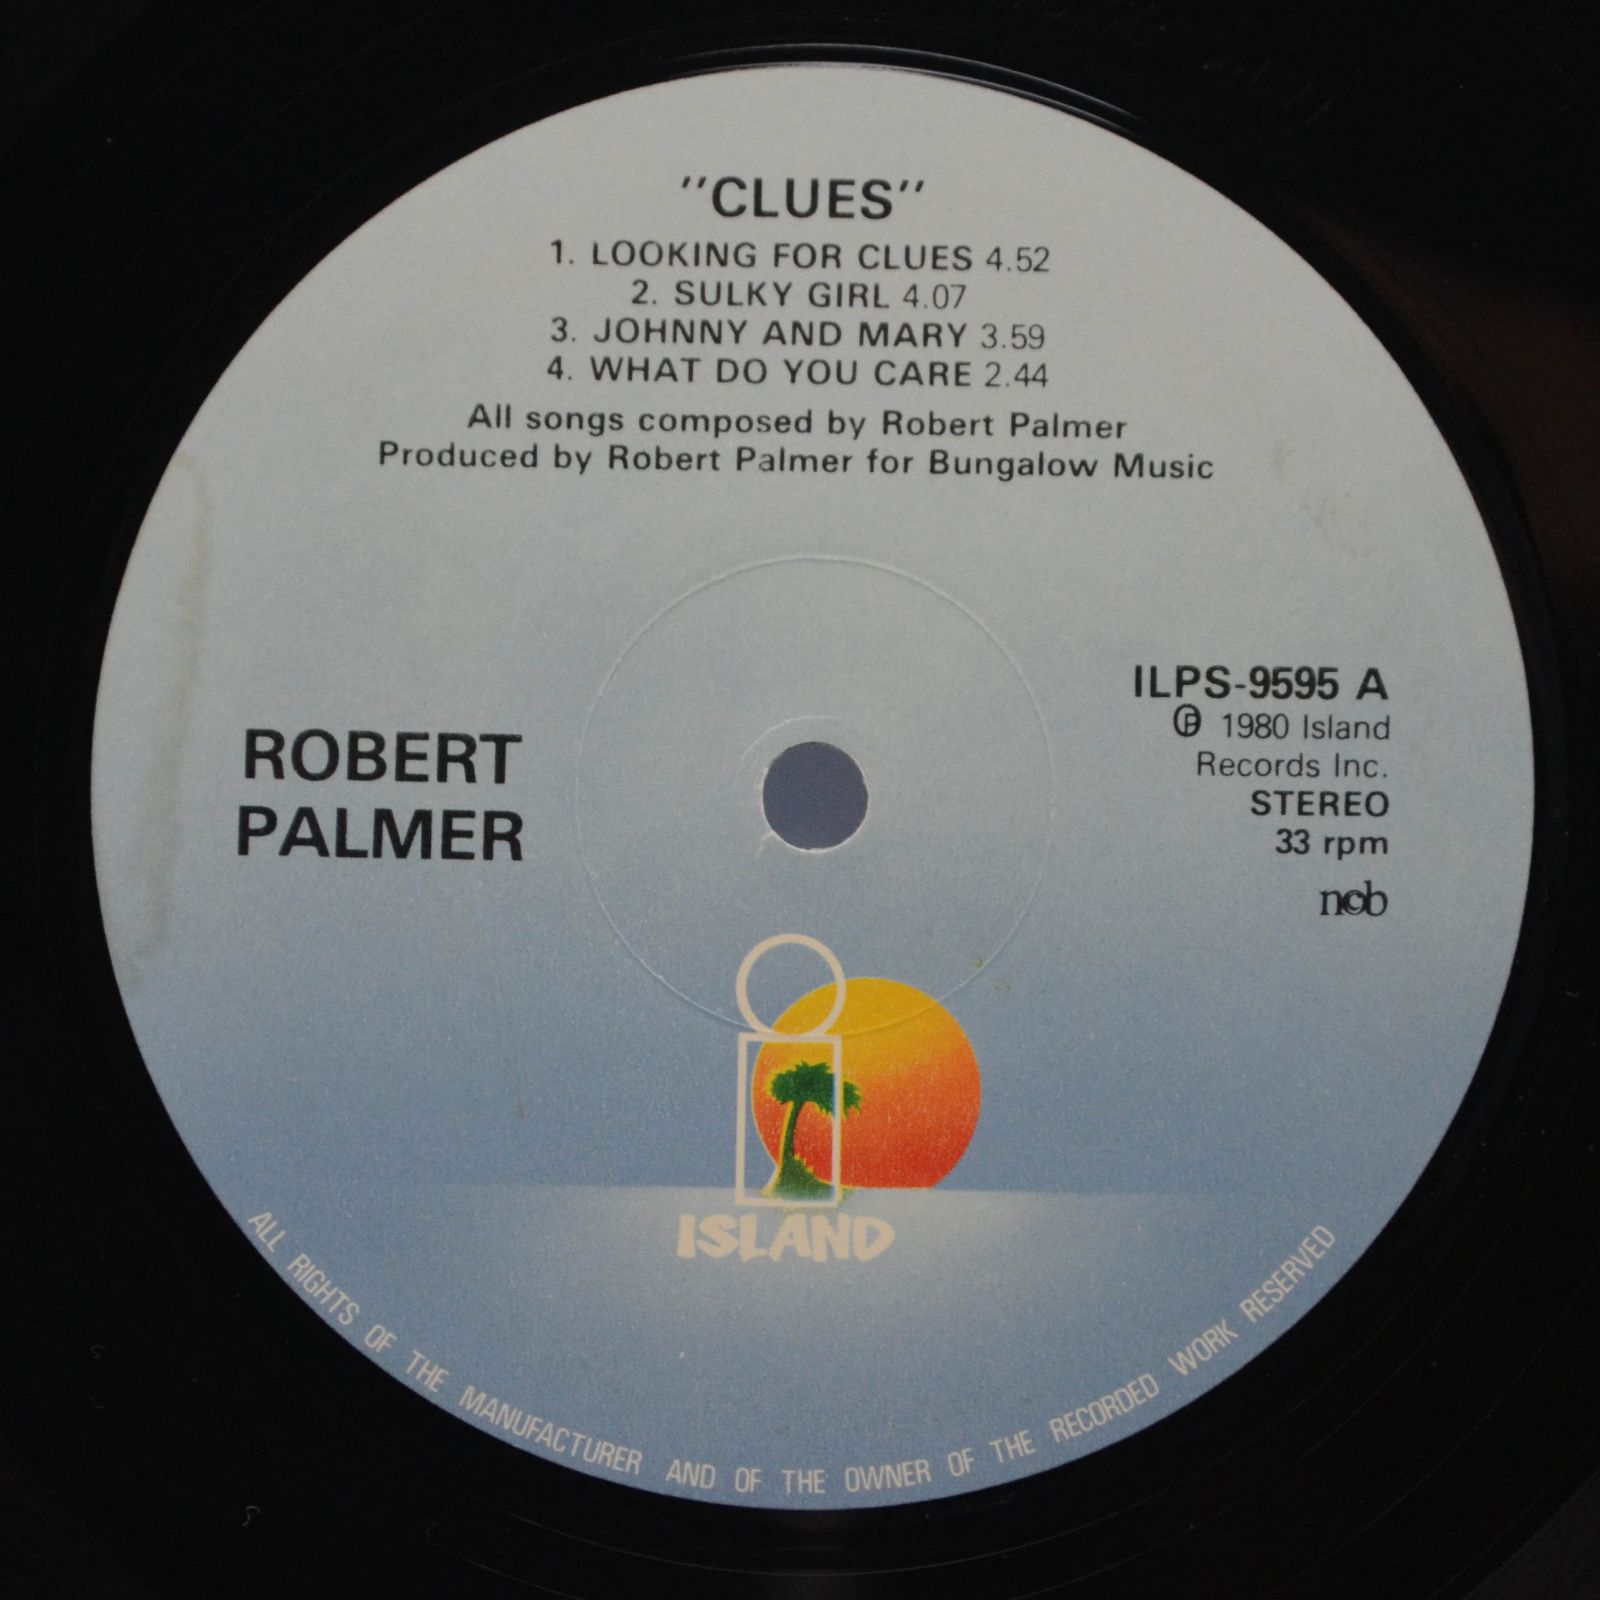 "CLUES"
1. LOOKING FOR CLUES 4.52
2. SULKY GIRL 4.07
3. JOHNNY AND MARY 3.59
4. WHAT DO YOU CARE 2.44
All songs composed by Robert Palmer
Produced by Robert Palmer for Bungalow Music
ROBERT
PALMER
ILPS-9595 A
℗ 1980 Island
Records Inc.
STEREO
33 rpm
ncb
ISLAND
ALL RIGHTS OF THE MANUFACTURER AND OF THE OWNER OF THE RECORDED WORK RESERVED